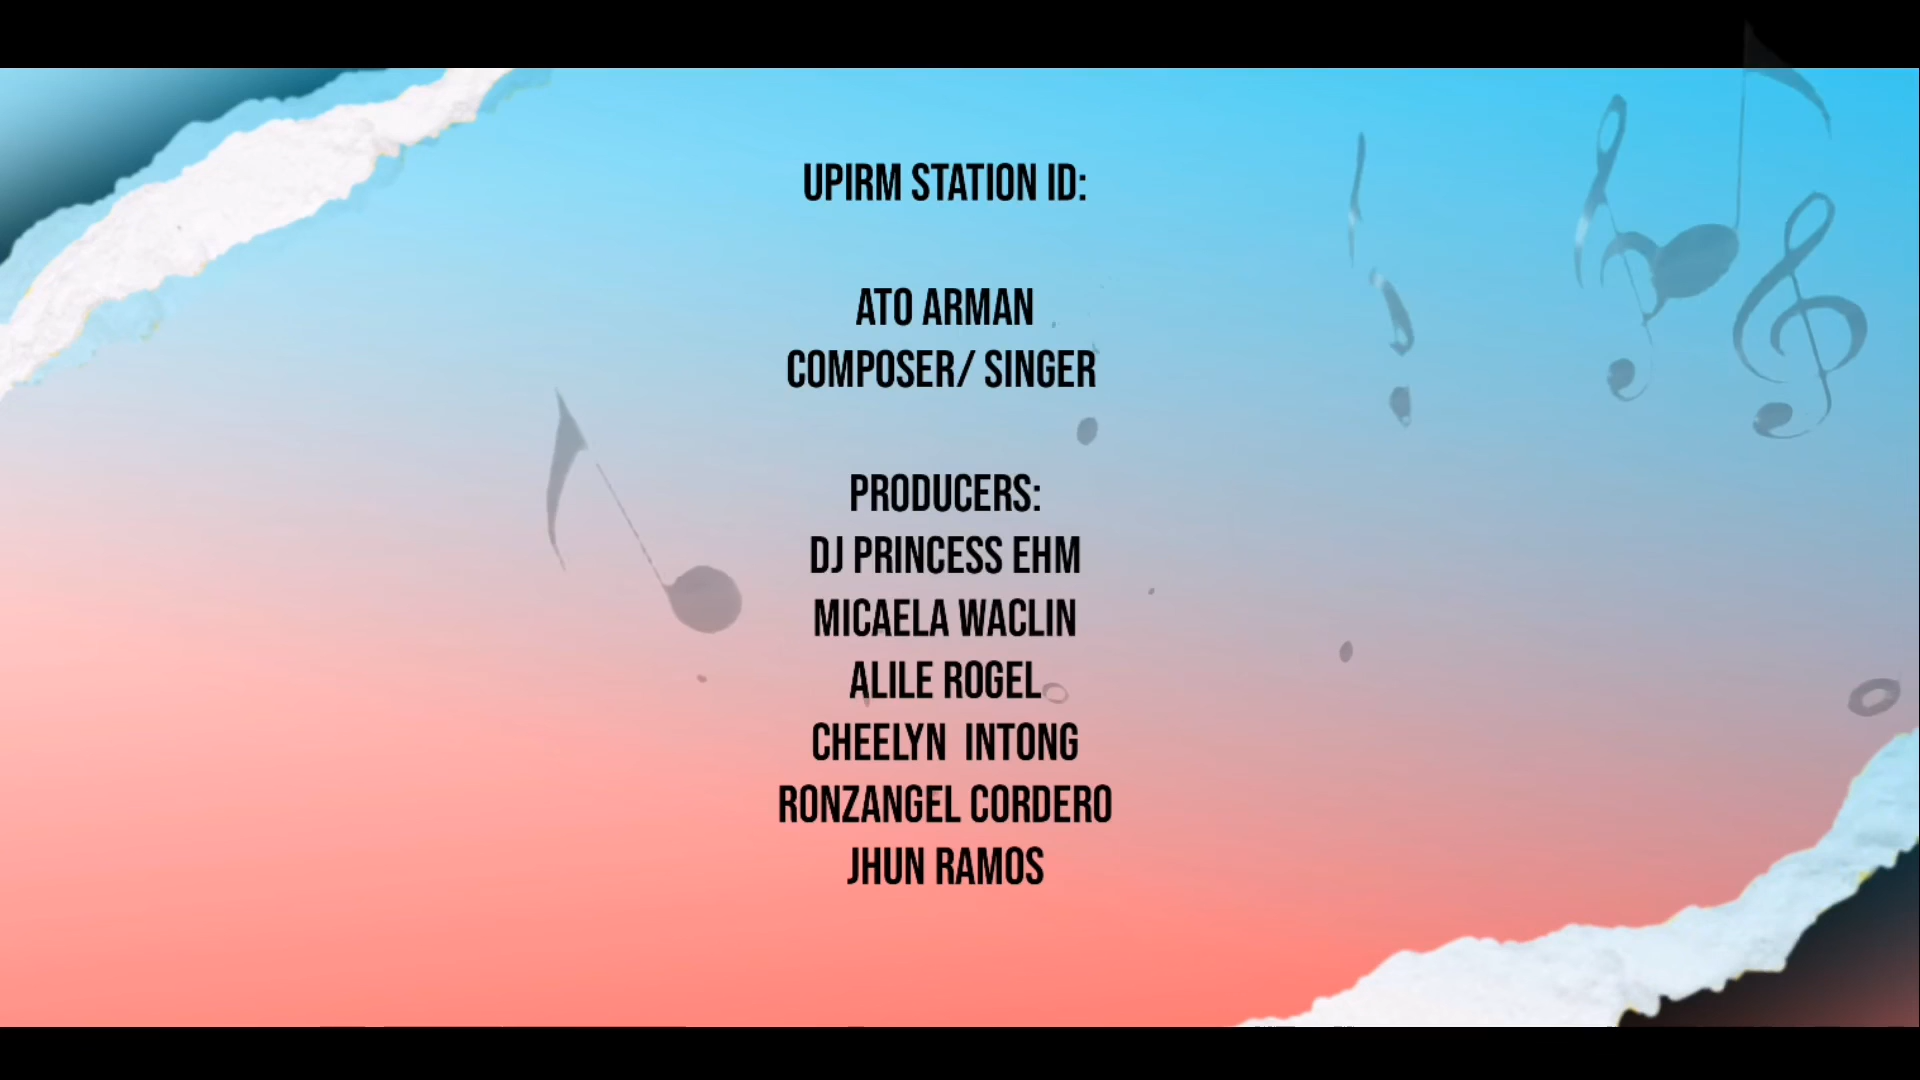 UPIRM STATION ID:
ATO ARMAN
COMPOSER/ SINGER
PRODUCERS:
DJ PRINCESS EHM
MICAELA WACLIN
ALILE ROGEL
CHEELYN  INTONG
RONZANGEL CORDERO
JHUN RAMOS